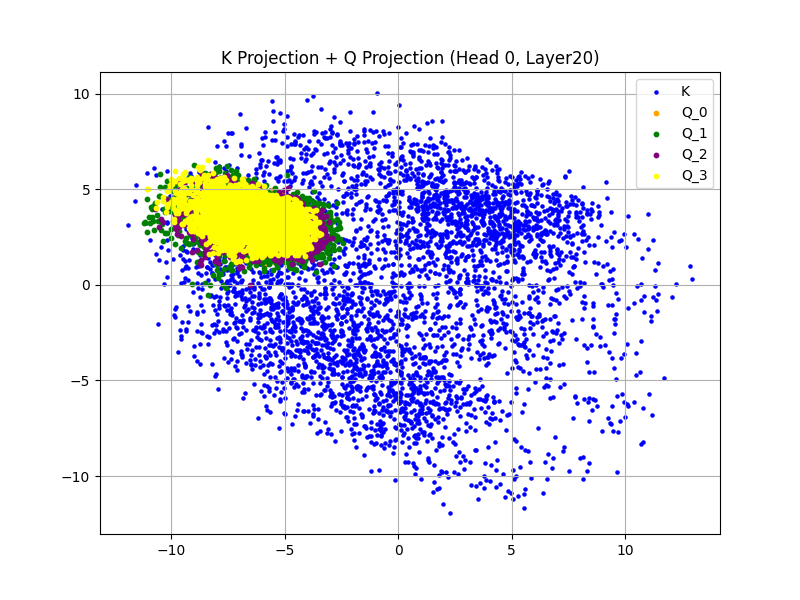 K Projection + Q Projection (Head 0, Layer20)
10
5
0
−5
−10
K
Q_0
Q_1
Q_2
Q_3
−10
−5
0
5
10